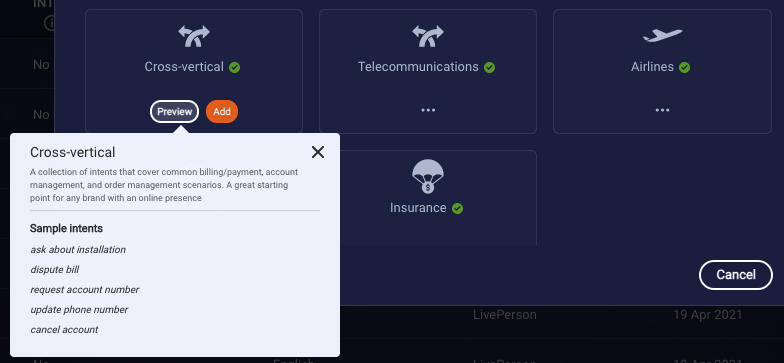 INT
No
No
Cross-vertical
Telecommunications
Airlines
Preview
Add
...
...
Cross-vertical
A collection of intents that cover common billing/payment, account
management, and order management scenarios. A great starting
point for any brand with an online presence
Sample intents
ask about installation
dispute bill
request account number
update phone number
cancel account
$
Insurance
Cancel
LivePerson
19 Apr 2021
No
English
LivePerson
19 Apr 2021